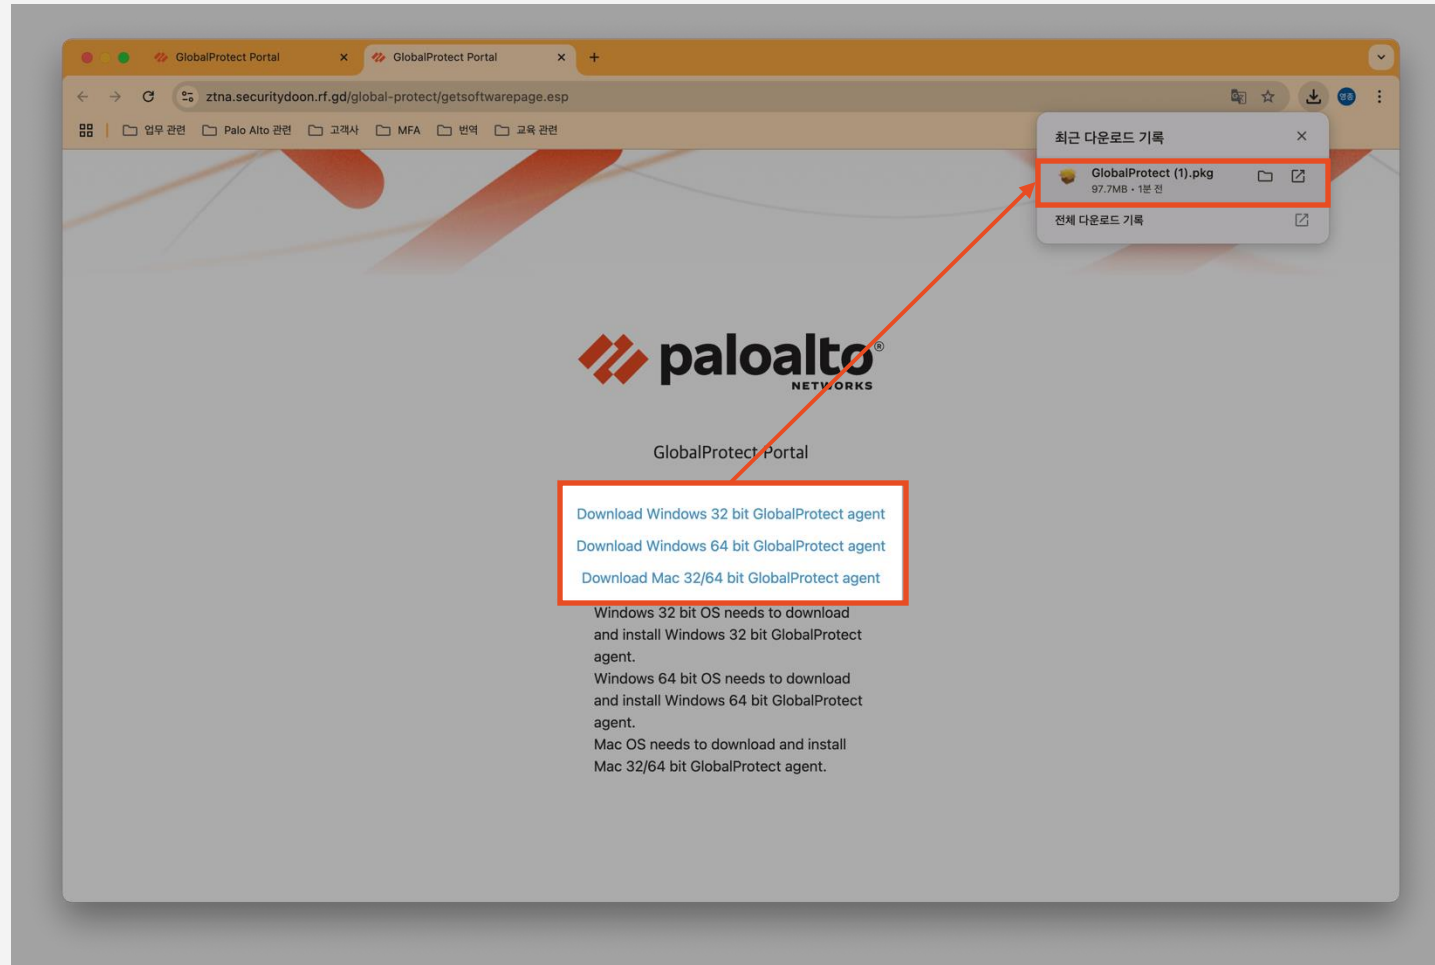 GlobalProtect Portal
GlobalProtect Portal
ztna.securitydoon.rf.gd/global-protect/getsoftwarepage.esp
영종
업무 관련
Palo Alto 관련
고객사
MFA
번역
교육 관련
최근 다운로드 기록
GlobalProtect (1).pkg
97.7MB • 1분 전
전체 다운로드 기록
paloalto®
NETWORKS
GlobalProtect Portal
Download Windows 32 bit GlobalProtect agent
Download Windows 64 bit GlobalProtect agent
Download Mac 32/64 bit GlobalProtect agent
Windows 32 bit OS needs to download
and install Windows 32 bit GlobalProtect
agent.
Windows 64 bit OS needs to download
and install Windows 64 bit GlobalProtect
agent.
Mac OS needs to download and install
Mac 32/64 bit GlobalProtect agent.